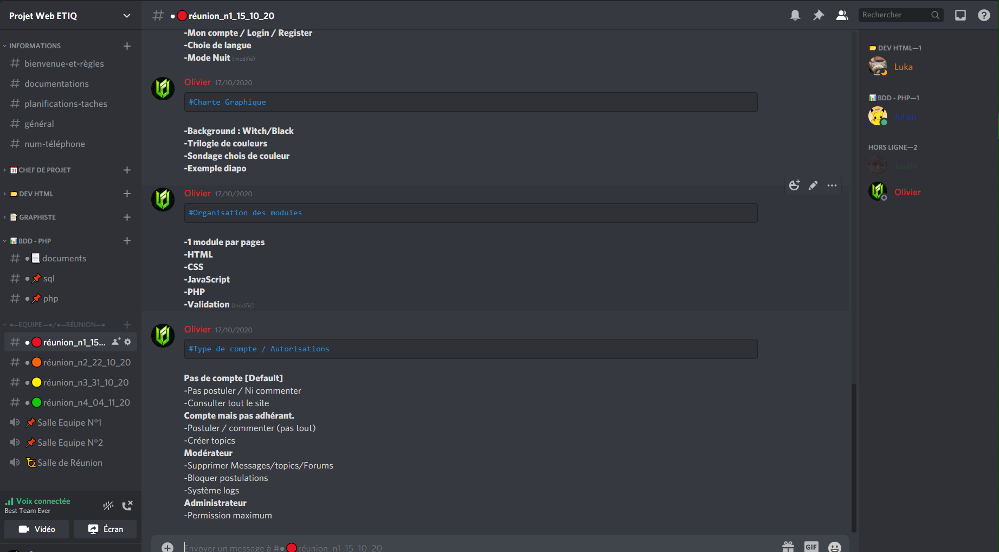 Projet Web ETIQ
INFORMATIONS
bienvenue-et-règles
documentations
planifications-taches
général
num-téléphone
CHEF DE PROJET
DEV HTML
GRAPHISTE
BDD - PHP
documents
sql
php
EQUIPE / RÉUNION
réunion_n1_15...
réunion_n2_22_10_20
réunion_n3_31_10_20
réunion_n4_04_11_20
Salle Equipe N°1
Salle Equipe N°2
Salle de Réunion
Voix connectée
Best Team Ever
Vidéo
Écran
réunion_n1_15_10_20
Rechercher
-Mon compte / Login / Register
-Choie de langue
-Mode Nuit (modifié)
Olivier 17/10/2020
#Charte Graphique
-Background : Witch/Black
-Trilogie de couleurs
-Sondage chois de couleur
-Exemple diapo
Olivier 17/10/2020
#Organisation des modules
-1 module par pages
-HTML
-CSS
-JavaScript
-PHP
-Validation (modifié)
Olivier 17/10/2020
#Type de compte / Autorisations
Pas de compte [Default]
-Pas postuler / Ni commenter
-Consulter tout le site
Compte mais pas adhérant.
-Postuler / commenter (pas tout)
-Créer topics
Modérateur
-Supprimer Messages/topics/Forums
-Bloquer postulations
-Système logs
Administrateur
-Permission maximum
Envoyer un message à #●🔴réunion_n1_15_10_20
GIF
DEV HTML—1
Luka
BDD - PHP—1
Julien
HORS LIGNE—2
Justin
Olivier